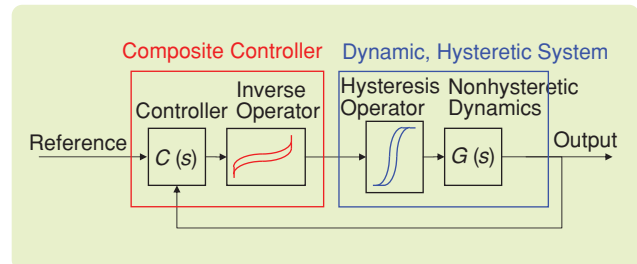 Composite Controller
Dynamic, Hysteretic System
Inverse
Operator
Controller
Hysteresis
Operator
Nonhysteretic
Dynamics
Reference
C (s)
G (s)
Output